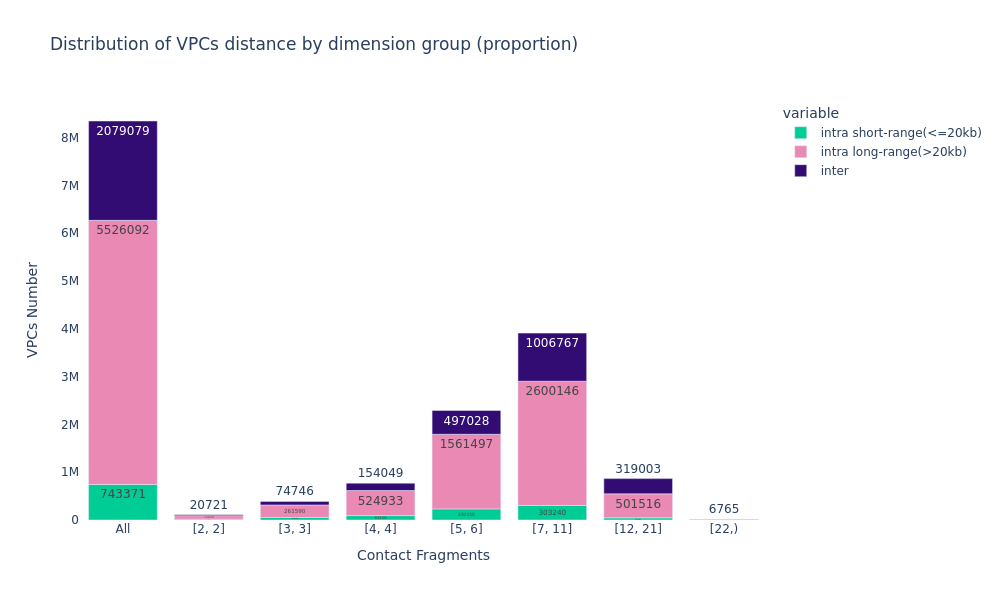 Distribution of VPCs distance by dimension group (proportion)
variable
intra short-range(<=20kb)
intra long-range(>20kb)
inter
VPCs Number
8M
7M
6M
5M
4M
3M
2M
1M
0
2079079
5526092
743371
20721
74746
261590
154049
524933
497028
1561497
1006767
2600146
303240
319003
501516
6765
All
[2, 2]
[3, 3]
[4, 4]
[5, 6]
[7, 11]
[12, 21]
[22,)
Contact Fragments